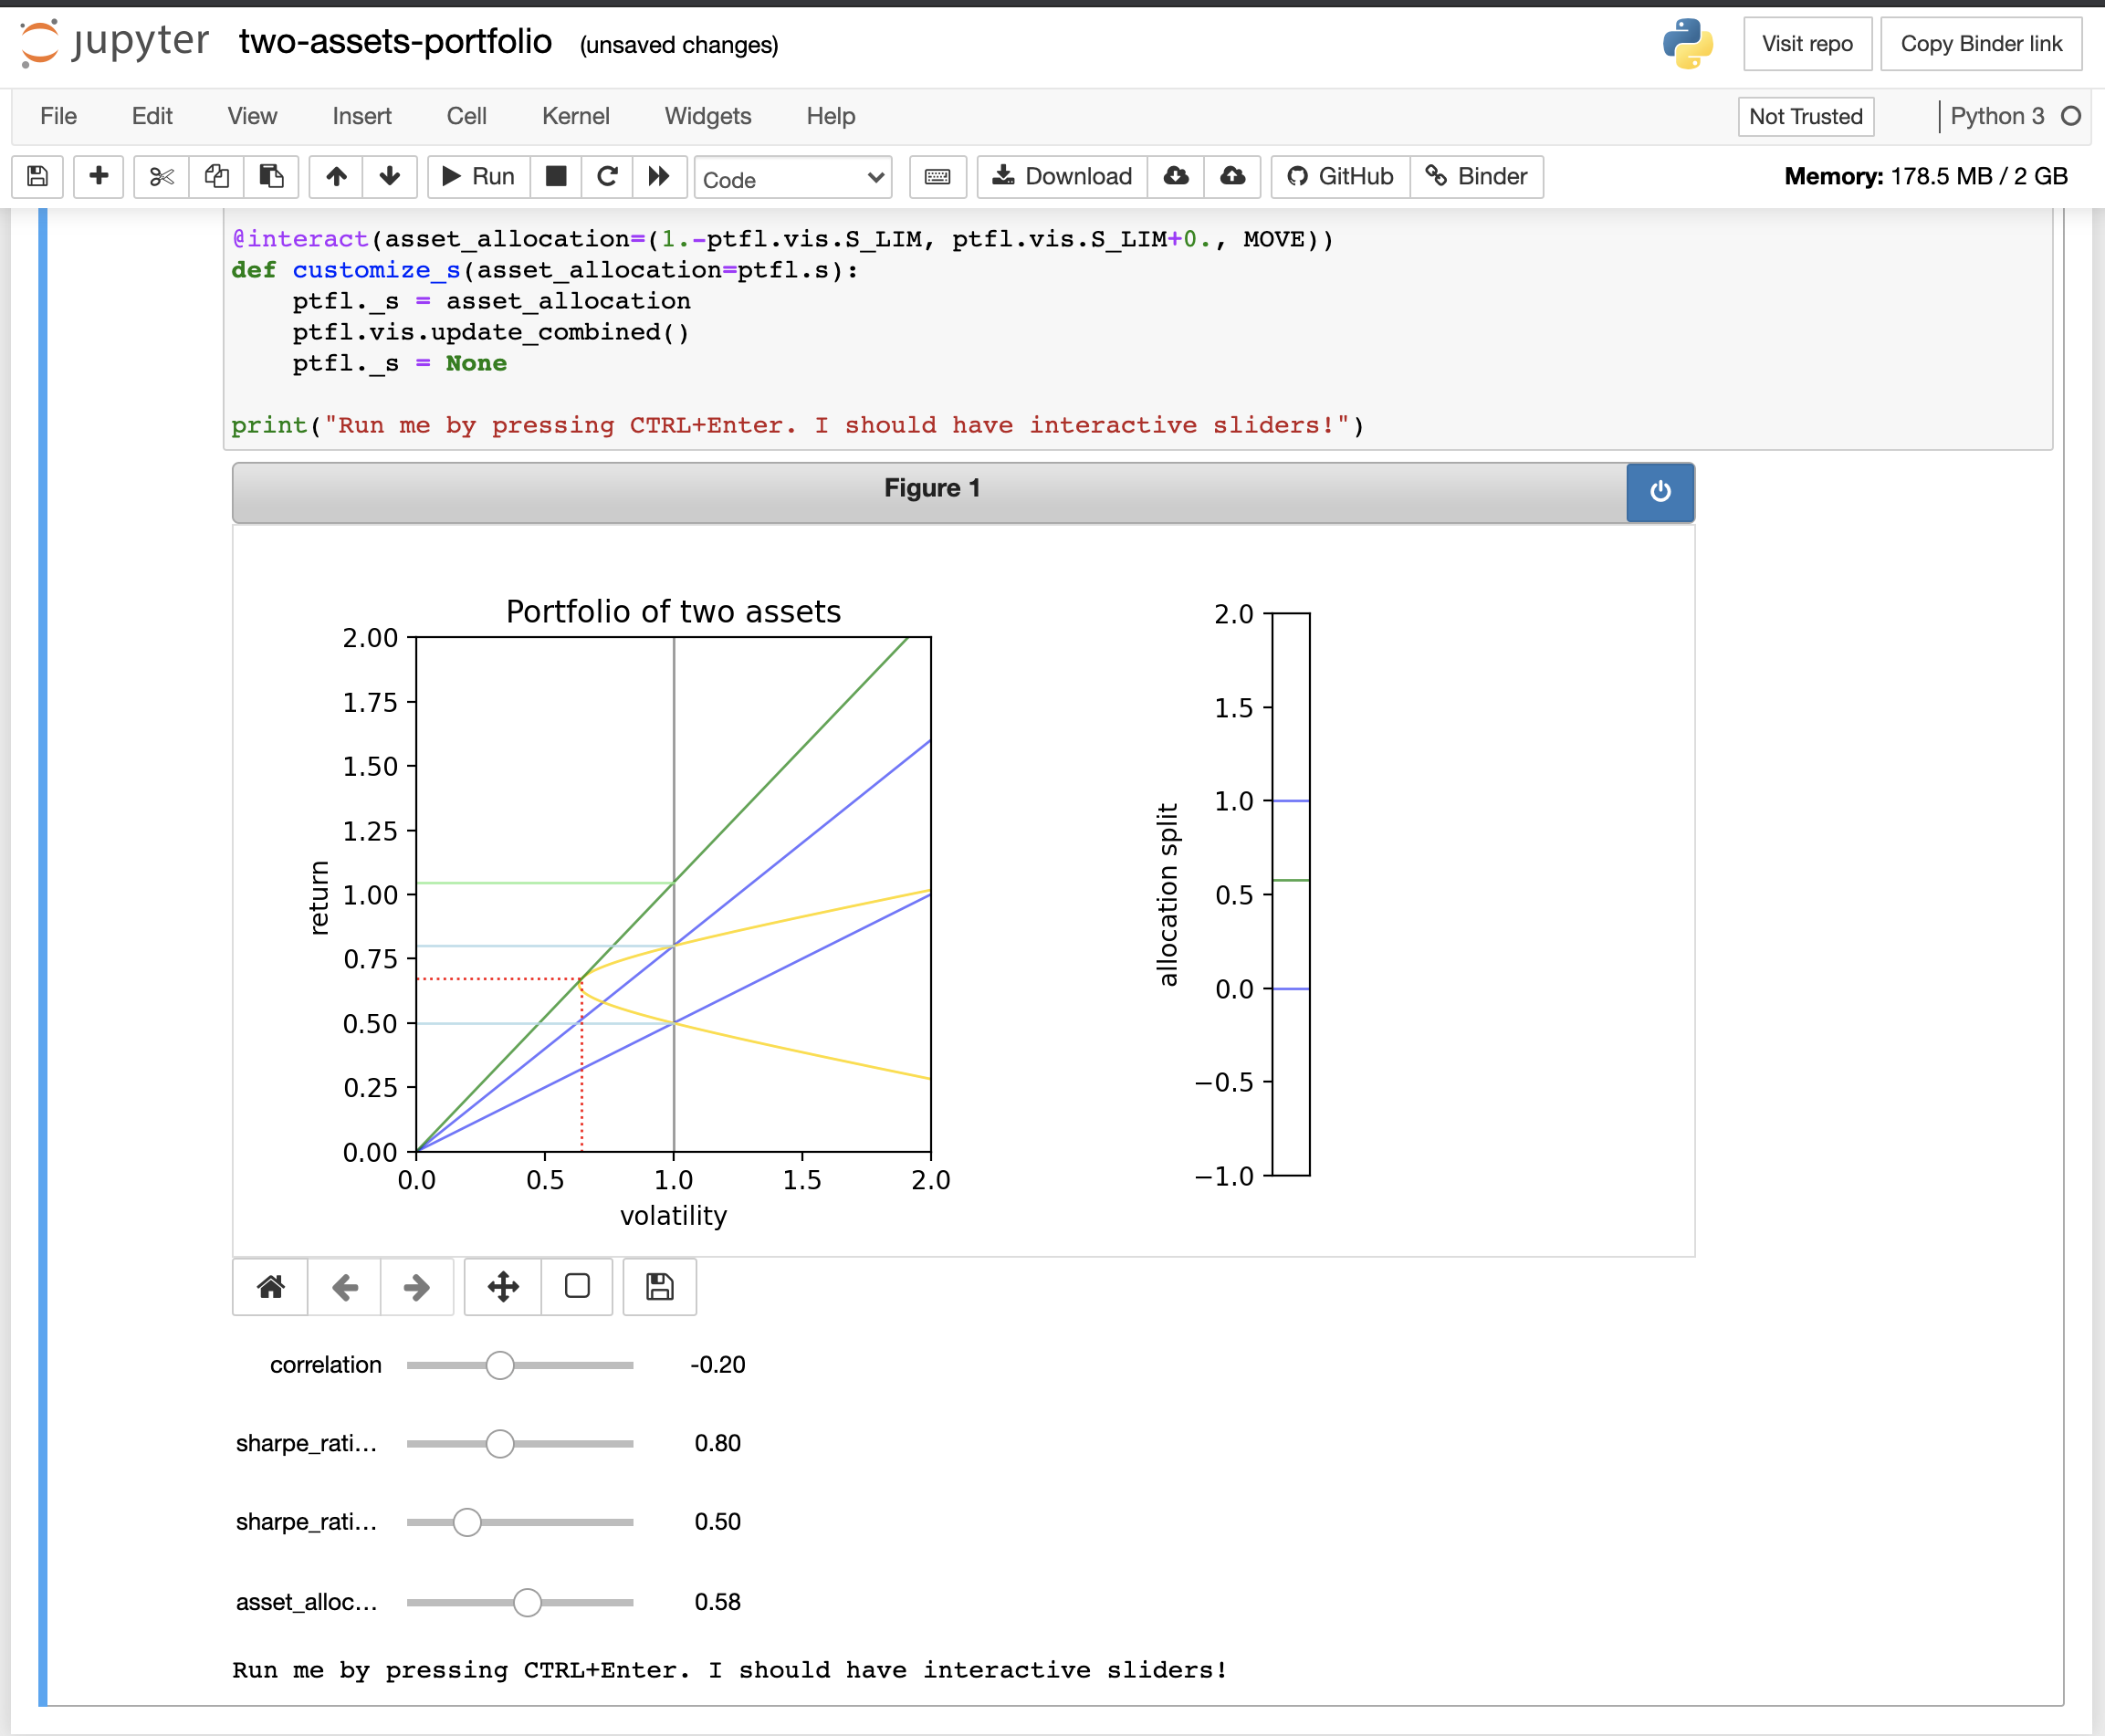 jupyter two-assets-portfolio (unsaved changes) Visit repo Copy Binder link
File Edit View Insert Cell Kernel Widgets Help Not Trusted Python 3
Run Code Download GitHub Binder Memory: 178.5 MB / 2 GB
@interact(asset_allocation=(1.-ptfl.vis.S_LIM, ptfl.vis.S_LIM+0., MOVE))
def customize_s(asset_allocation=ptfl.s):
    ptfl._s = asset_allocation
    ptfl.vis.update_combined()
    ptfl._s = None
print("Run me by pressing CTRL+Enter. I should have interactive sliders!")
Figure 1
Portfolio of two assets
2.00
1.75
1.50
1.25
1.00
0.75
0.50
0.25
0.00
return
0.0 0.5 1.0 1.5 2.0
volatility
2.0
1.5
1.0
0.5
0.0
−0.5
−1.0
allocation split
correlation -0.20
sharpe_rati... 0.80
sharpe_rati... 0.50
asset_alloc... 0.58
Run me by pressing CTRL+Enter. I should have interactive sliders!